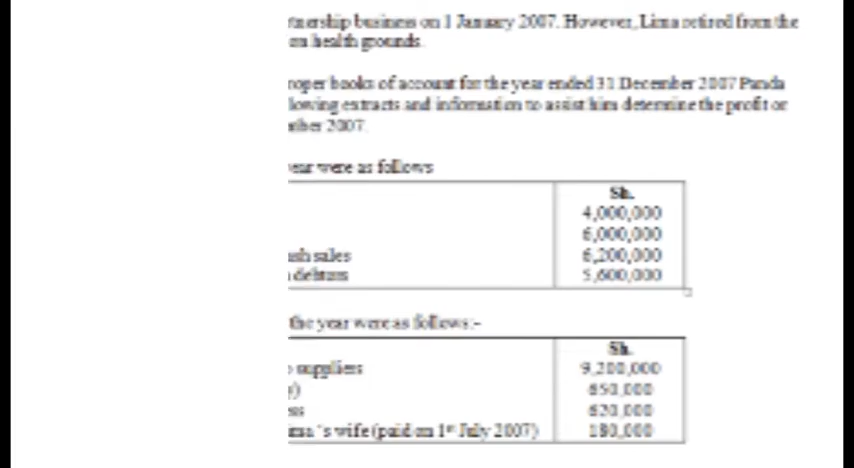 tnership business on 1 January 2007. However, Lima retired from the
on health grounds.
roper books of account for the year ended 31 December 2007 Panda
lowing extracts and information to assist him determine the profit or
mber 2007.
ear were as follows
Sh.
4,000,000
6,000,000
ash sales 6,200,000
debtors 5,600,000
the year were as follows:-
Sh.
suppliers 9,200,000
) 650,000
ss 620,000
ima 's wife (paid on 1st July 2007) 180,000